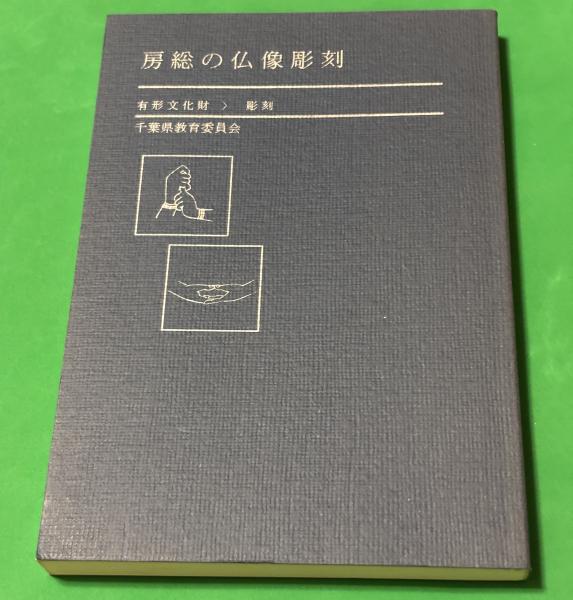 房総の仏像彫刻
有形文化財 〉 彫刻
千葉県教育委員会